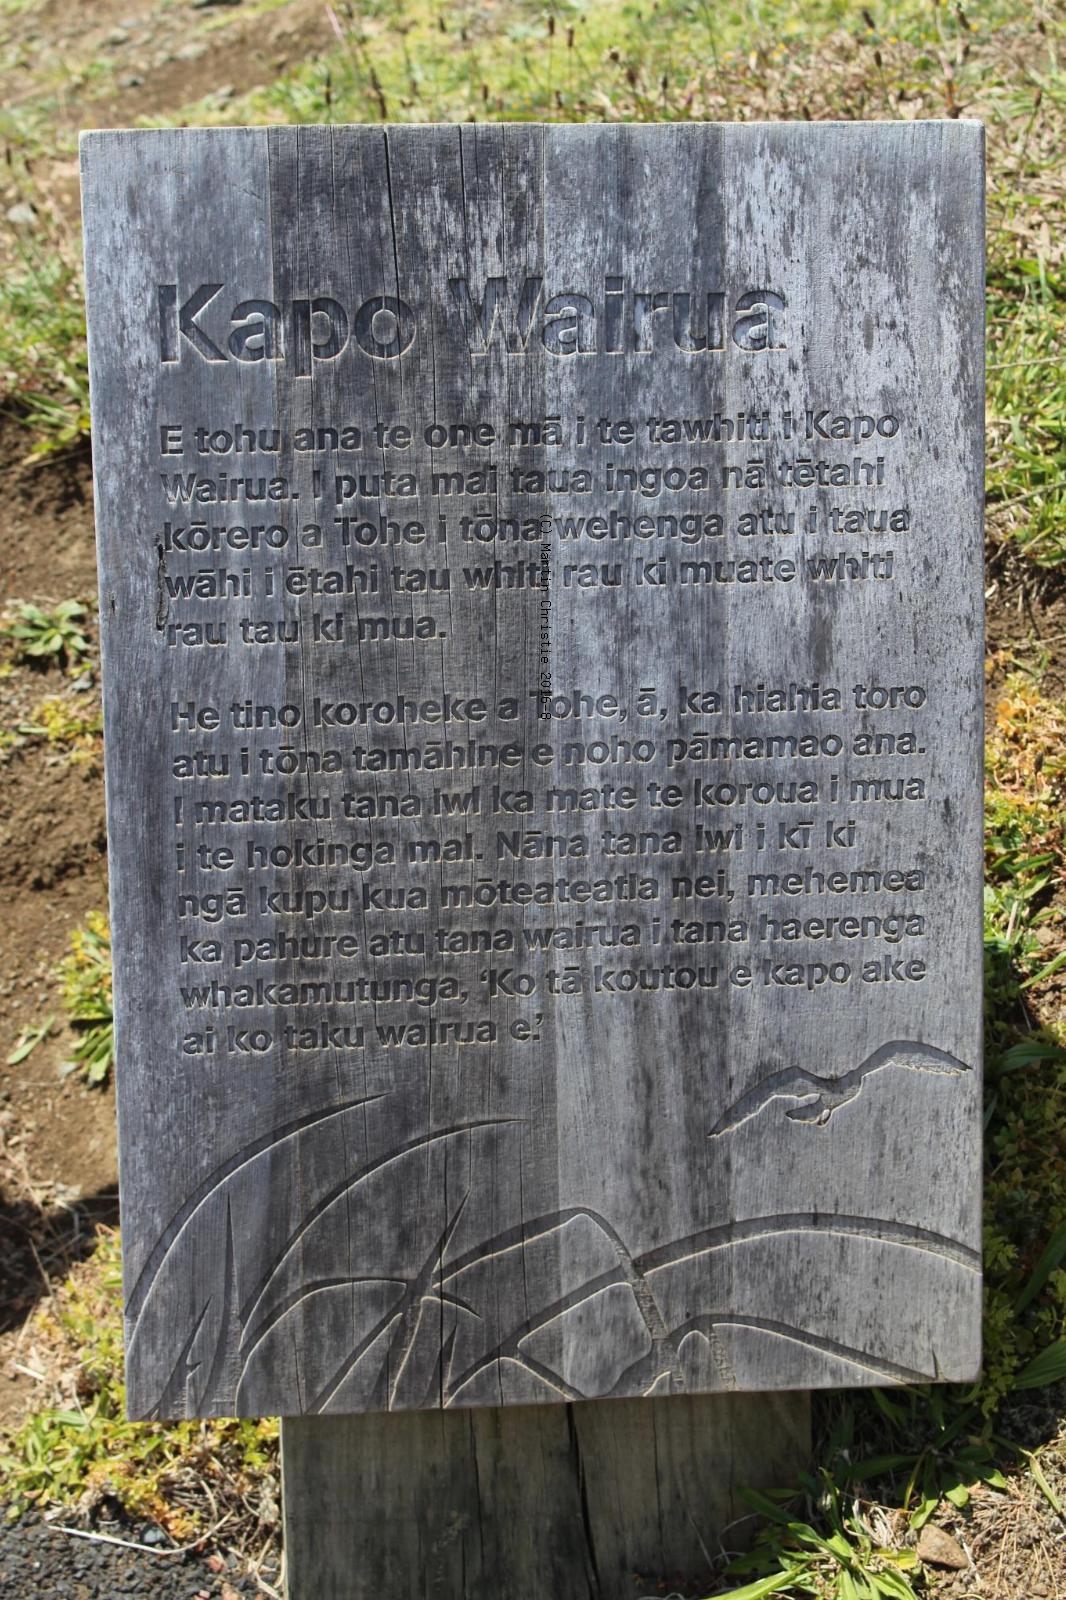 Kapo Wairua
E tohu ana te one mā i te tawhiti i Kapo
Wairua. I puta mai taua ingoa nā tētahi
kōrero a Tohe i tōna wehenga atu i taua
wāhi i ētahi tau whiti rau ki muate whiti
rau tau ki mua.
He tino koroheke a Tohe, ā, ka hiahia toro
atu i tōna tamāhine e noho pāmamao ana.
I mataku tana iwi ka mate te koroua i mua
i te hokinga mai. Nāna tana iwi i kī ki
ngā kupu kua mōteateatia nei, mehemea
ka pahure atu tana wairua i tana haerenga
whakamutunga, ‘Ko tā koutou e kapo ake
ai ko taku wairua e.’
(C) Martin Christie 2016-8